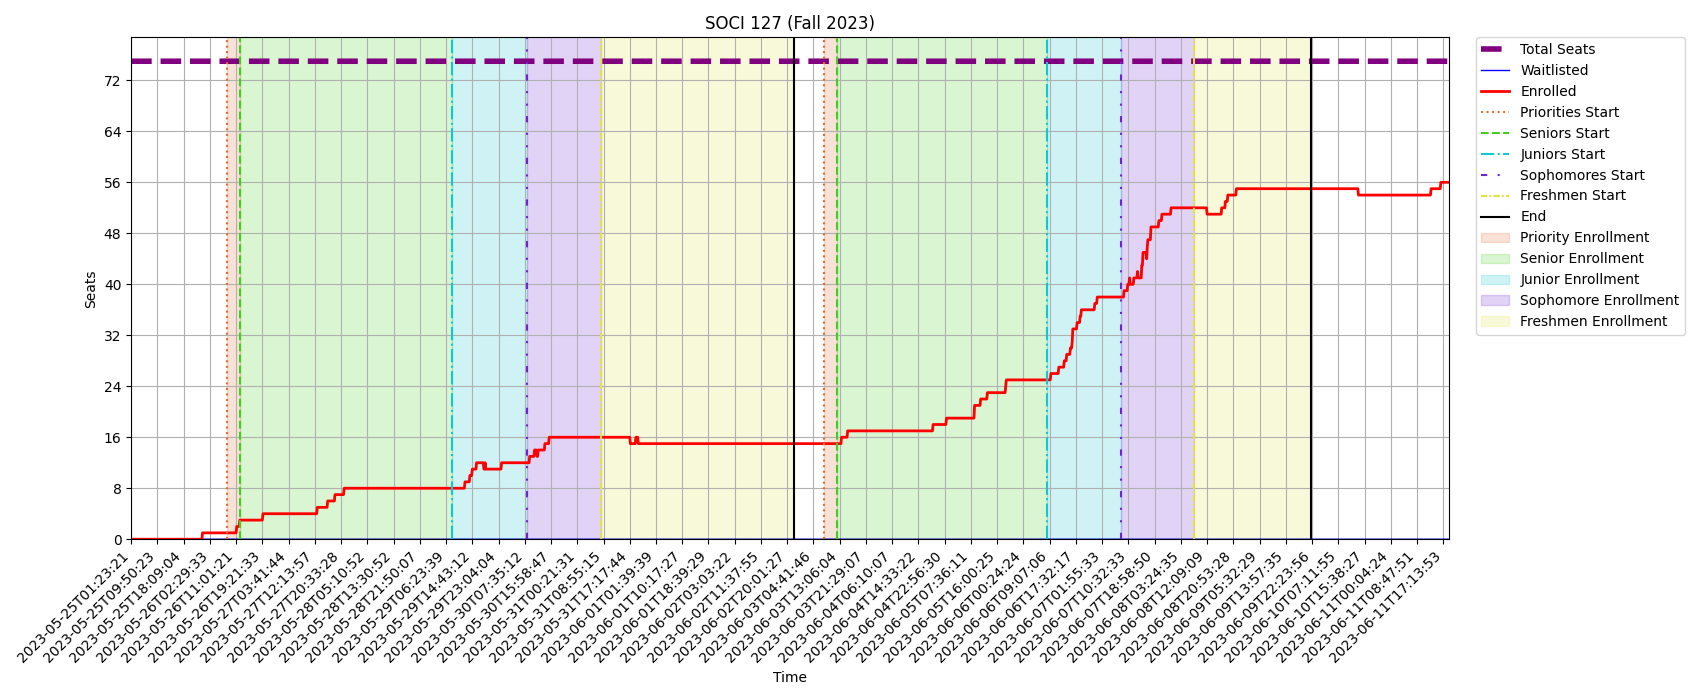 SOCI 127 (Fall 2023)
Seats
72
64
56
48
40
32
24
16
8
0
2023-05-25T01:23:21
2023-05-25T09:50:23
2023-05-25T18:09:04
2023-05-26T02:29:33
2023-05-26T11:01:21
2023-05-26T19:21:33
2023-05-27T03:41:44
2023-05-27T12:13:57
2023-05-27T20:33:28
2023-05-28T05:10:52
2023-05-28T13:30:52
2023-05-28T21:50:07
2023-05-29T06:23:39
2023-05-29T14:43:12
2023-05-29T23:04:04
2023-05-30T07:35:12
2023-05-30T15:58:47
2023-05-31T00:21:31
2023-05-31T08:55:15
2023-05-31T17:17:44
2023-06-01T01:39:39
2023-06-01T10:17:27
2023-06-01T18:39:29
2023-06-02T03:03:22
2023-06-02T11:37:55
2023-06-02T20:01:27
2023-06-03T04:41:46
2023-06-03T13:06:04
2023-06-03T21:29:07
2023-06-04T06:10:07
2023-06-04T14:33:22
2023-06-04T22:56:30
2023-06-05T07:36:11
2023-06-05T16:00:25
2023-06-06T00:24:24
2023-06-06T09:07:06
2023-06-06T17:32:17
2023-06-07T01:55:33
2023-06-07T10:32:33
2023-06-07T18:58:50
2023-06-08T03:24:35
2023-06-08T12:09:09
2023-06-08T20:53:28
2023-06-09T05:32:29
2023-06-09T13:57:35
2023-06-09T22:23:56
2023-06-10T07:11:55
2023-06-10T15:38:27
2023-06-11T00:04:24
2023-06-11T08:47:51
2023-06-11T17:13:53
Time
Total Seats
Waitlisted
Enrolled
Priorities Start
Seniors Start
Juniors Start
Sophomores Start
Freshmen Start
End
Priority Enrollment
Senior Enrollment
Junior Enrollment
Sophomore Enrollment
Freshmen Enrollment